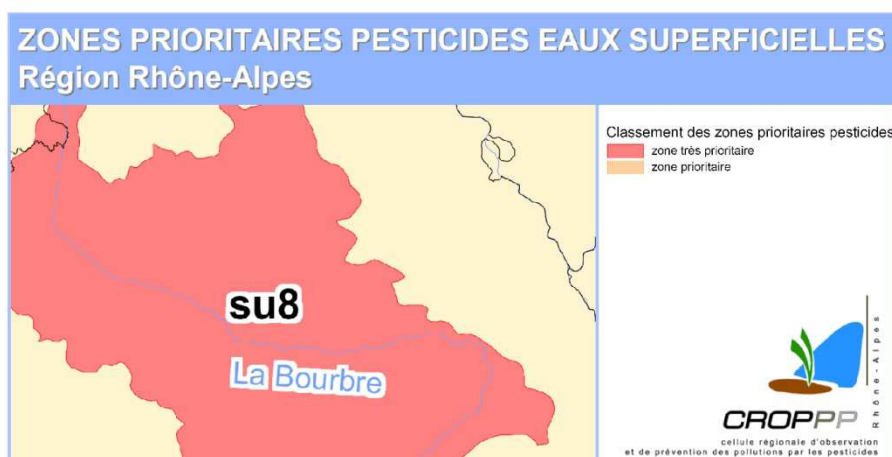 ZONES PRIORITAIRES PESTICIDES EAUX SUPERFICIELLES
Région Rhône-Alpes
Classement des zones prioritaires pesticides
zone très prioritaire
zone prioritaire
su8
La Bourbre
Rhône-Alpes
CROPPP
cellule régionale d'observation
et de prévention des pollutions par les pesticides